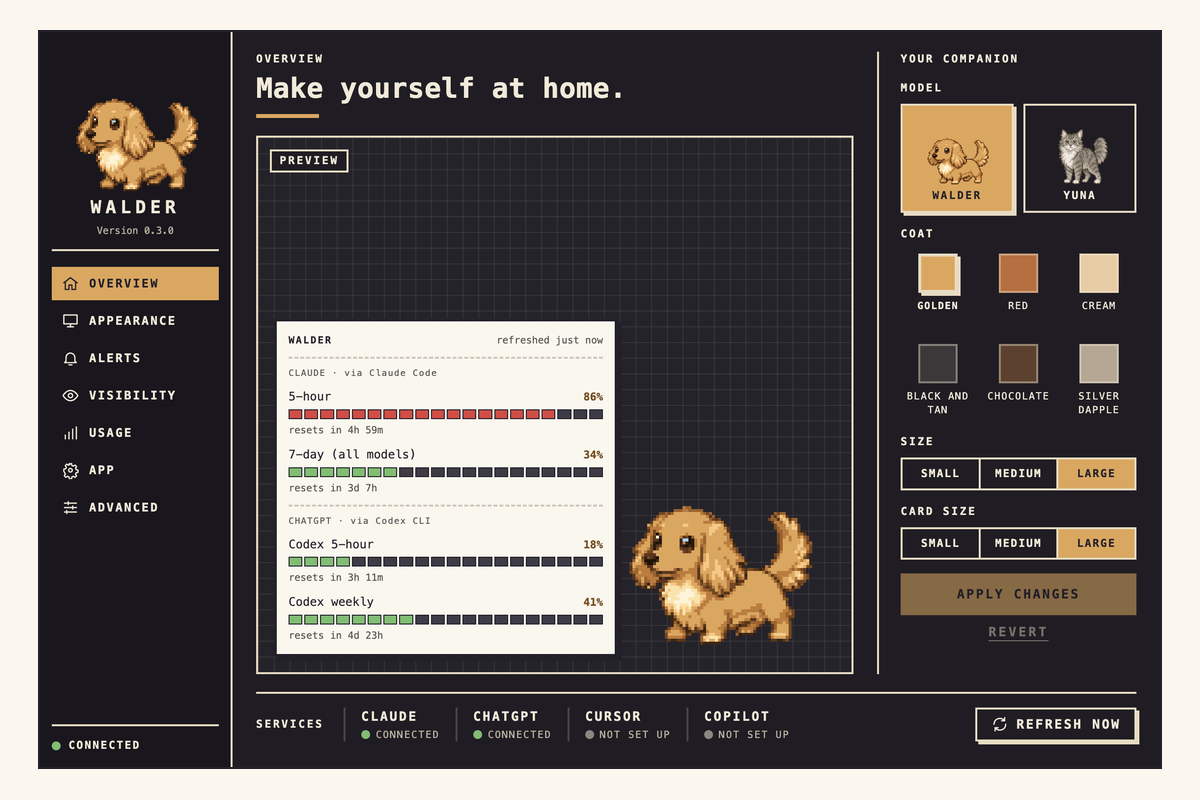 WALDER
Version 0.3.0
OVERVIEW
APPEARANCE
ALERTS
VISIBILITY
USAGE
APP
ADVANCED
CONNECTED
OVERVIEW
Make yourself at home.
PREVIEW
WALDER refreshed just now
CLAUDE · via Claude Code
5-hour 86%
resets in 4h 59m
7-day (all models) 34%
resets in 3d 7h
CHATGPT · via Codex CLI
Codex 5-hour 18%
resets in 3h 11m
Codex weekly 41%
resets in 4d 23h
YOUR COMPANION
MODEL
WALDER YUNA
COAT
GOLDEN RED CREAM
BLACK AND TAN CHOCOLATE SILVER DAPPLE
SIZE
SMALL MEDIUM LARGE
CARD SIZE
SMALL MEDIUM LARGE
APPLY CHANGES
REVERT
SERVICES
CLAUDE
CONNECTED
CHATGPT
CONNECTED
CURSOR
NOT SET UP
COPILOT
NOT SET UP
REFRESH NOW